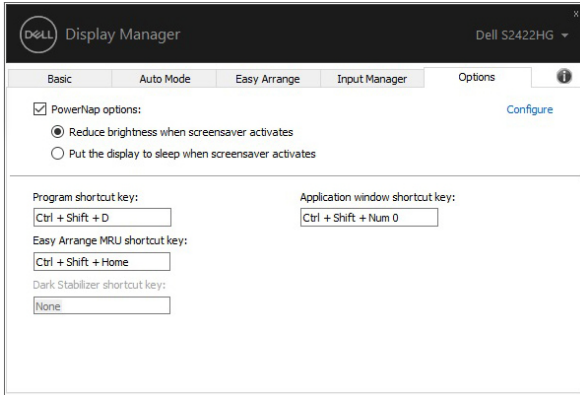 DELL Display Manager
Dell S2422HG
x
Basic
Auto Mode
Easy Arrange
Input Manager
Options
i
PowerNap options:
Configure
Reduce brightness when screensaver activates
Put the display to sleep when screensaver activates
Program shortcut key:
Application window shortcut key:
Ctrl + Shift + D
Ctrl + Shift + Num 0
Easy Arrange MRU shortcut key:
Ctrl + Shift + Home
Dark Stabilizer shortcut key:
None